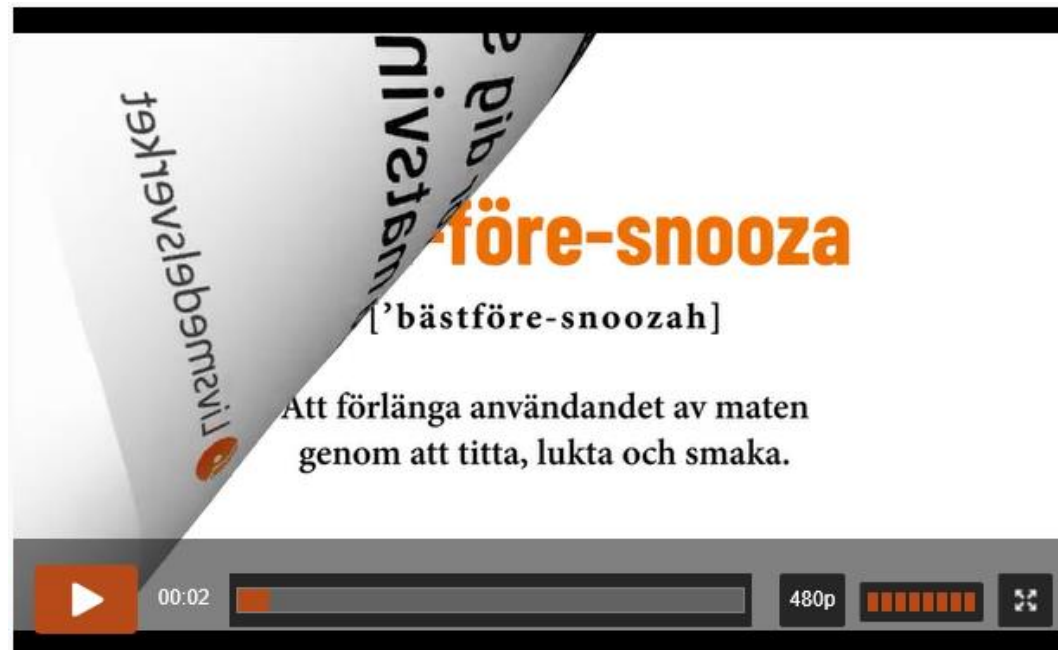 Livsmedelsverket
matsvin
-före-snooza
['bästföre-snoozah]
Att förlänga användandet av maten
genom att titta, lukta och smaka.
00:02
480p